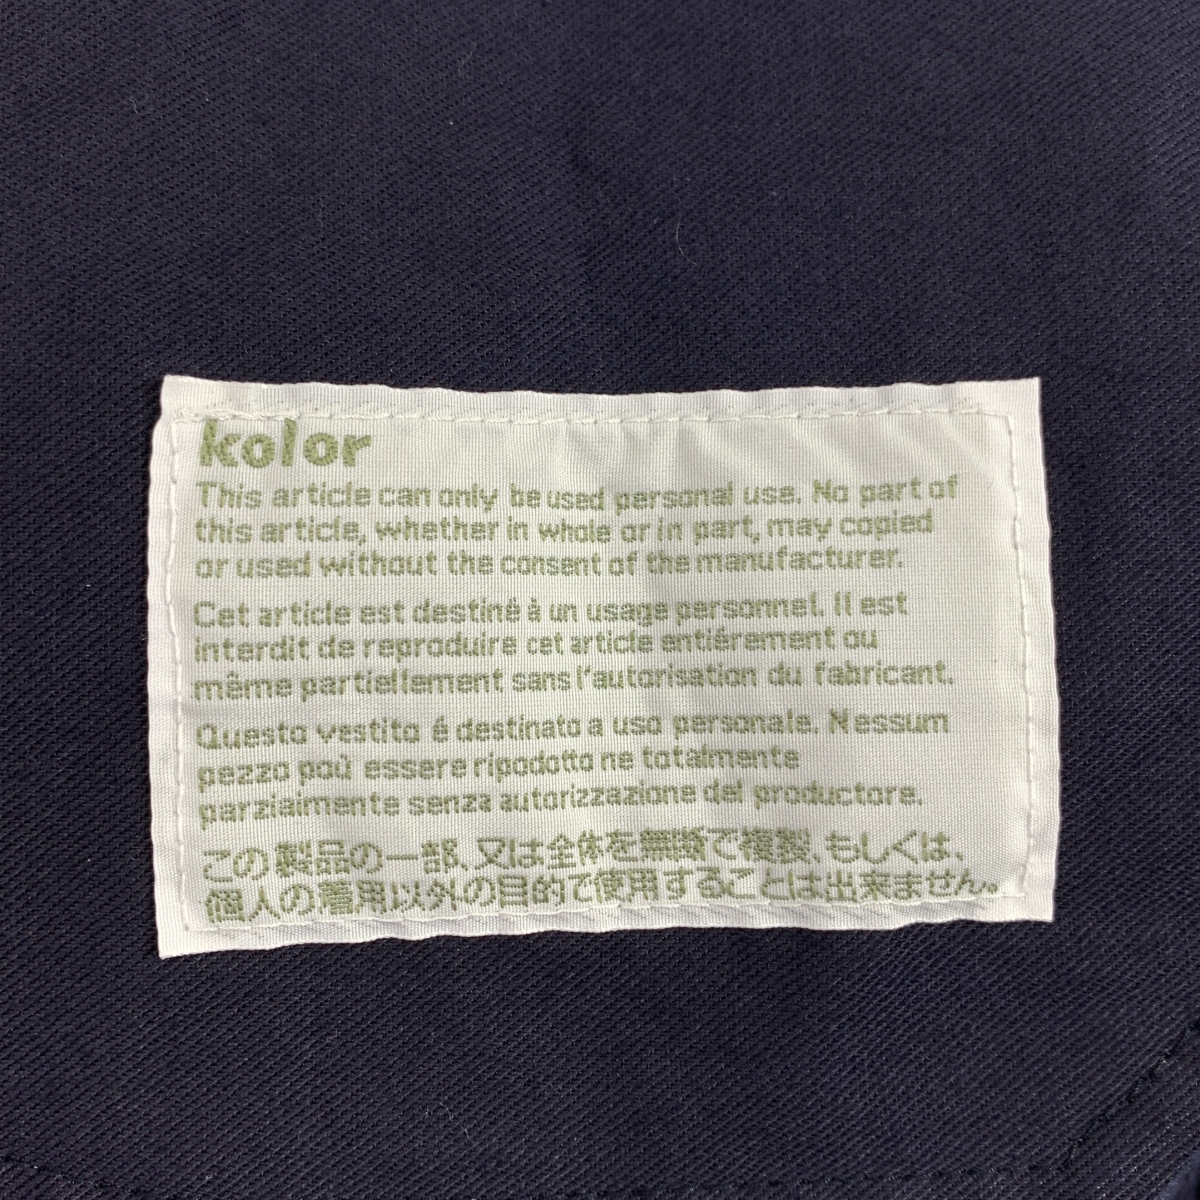 kolor
This article can only be used personal use. No part of
this article, whether in whole or in part, may copied
or used without the consent of the manufacturer.
Cet article est destiné à un usage personnel. Il est
interdit de reproduire cet article entiérement ou
même partiellement sans l'autorisation du fabricant.
Questo vestito é destinato a uso personale. Nessum
pezzo poù essere ripodotto ne totalmente
parzialmente senza autorizzazione del productore.
この製品の一部、又は全体を無断で複製、もしくは、
個人の着用以外の目的で使用することは出来ません。